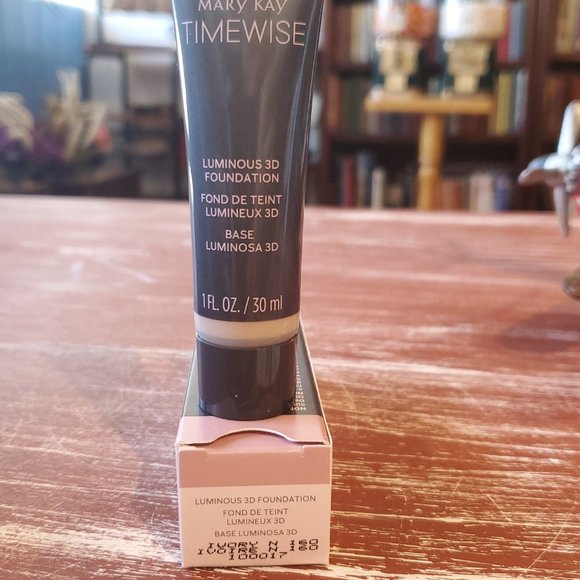 MARY KAY
TIMEWISE
LUMINOUS 3D
FOUNDATION
FOND DE TEINT
LUMINEUX 3D
BASE
LUMINOSA 3D
1 FL. OZ. / 30 ml
LUMINOUS 3D FOUNDATION
FOND DE TEINT
LUMINEUX 3D
BASE LUMINOSA 3D
IVORY N 160
IVOIRE N 160
100017